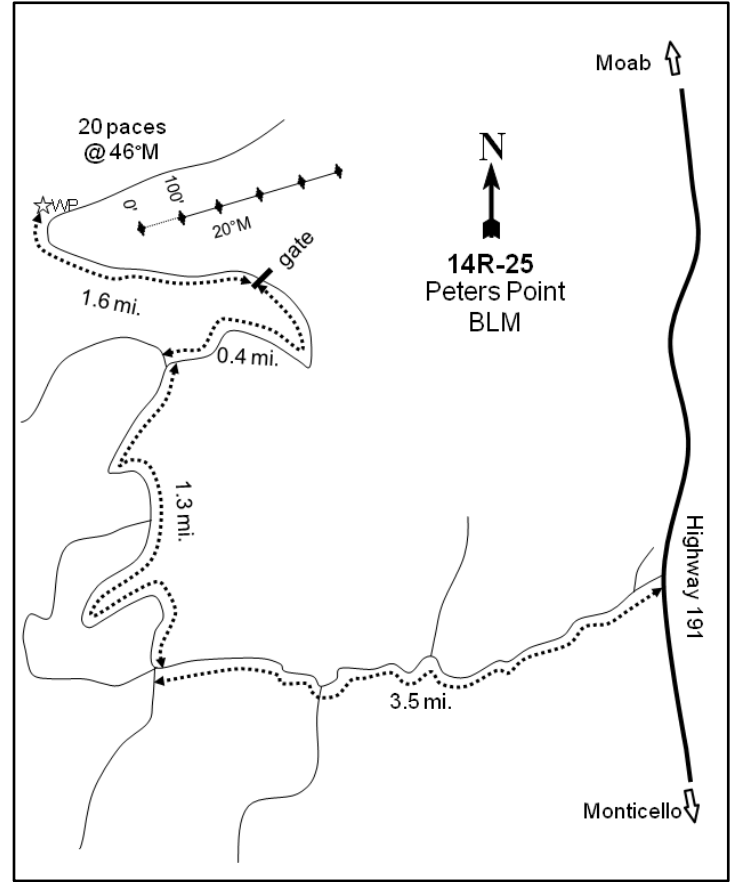 Moab
20 paces
@ 46°M
WP
0'
100'
20°M
N
gate
14R-25
Peters Point
BLM
1.6 mi.
0.4 mi.
1.3 mi.
Highway 191
3.5 mi.
Monticello